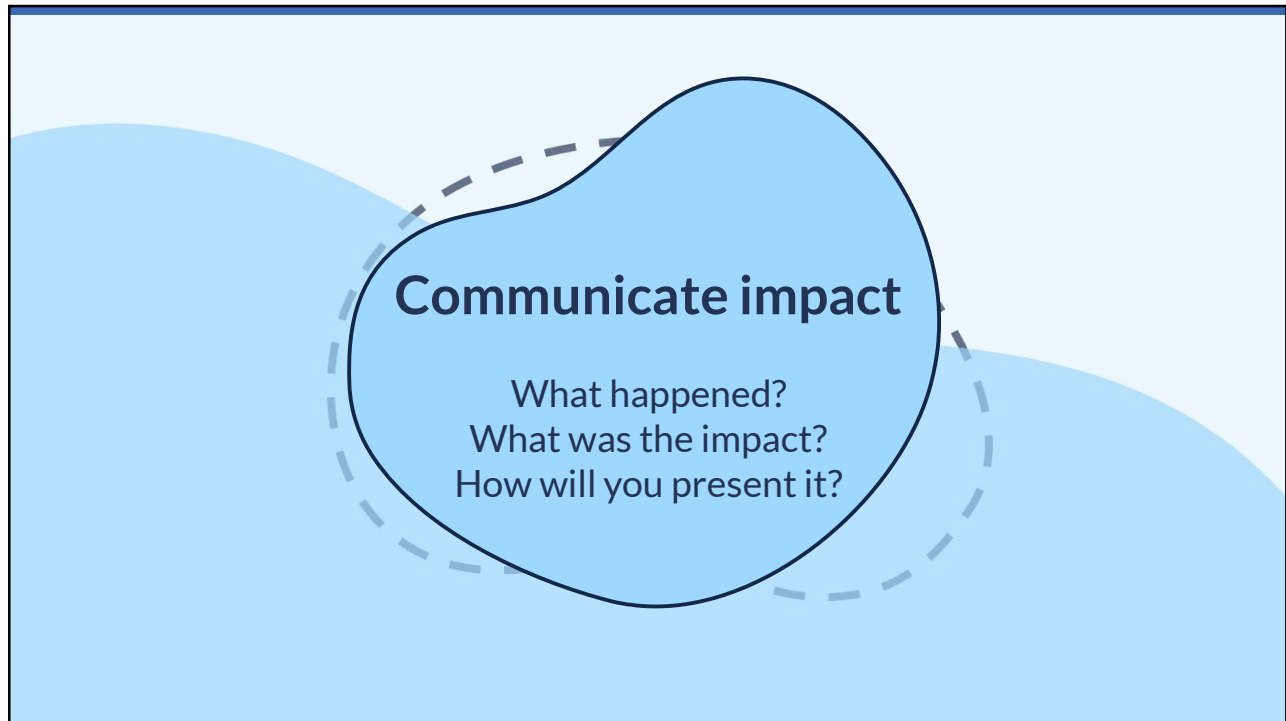 Communicate impact
What happened?
What was the impact?
How will you present it?